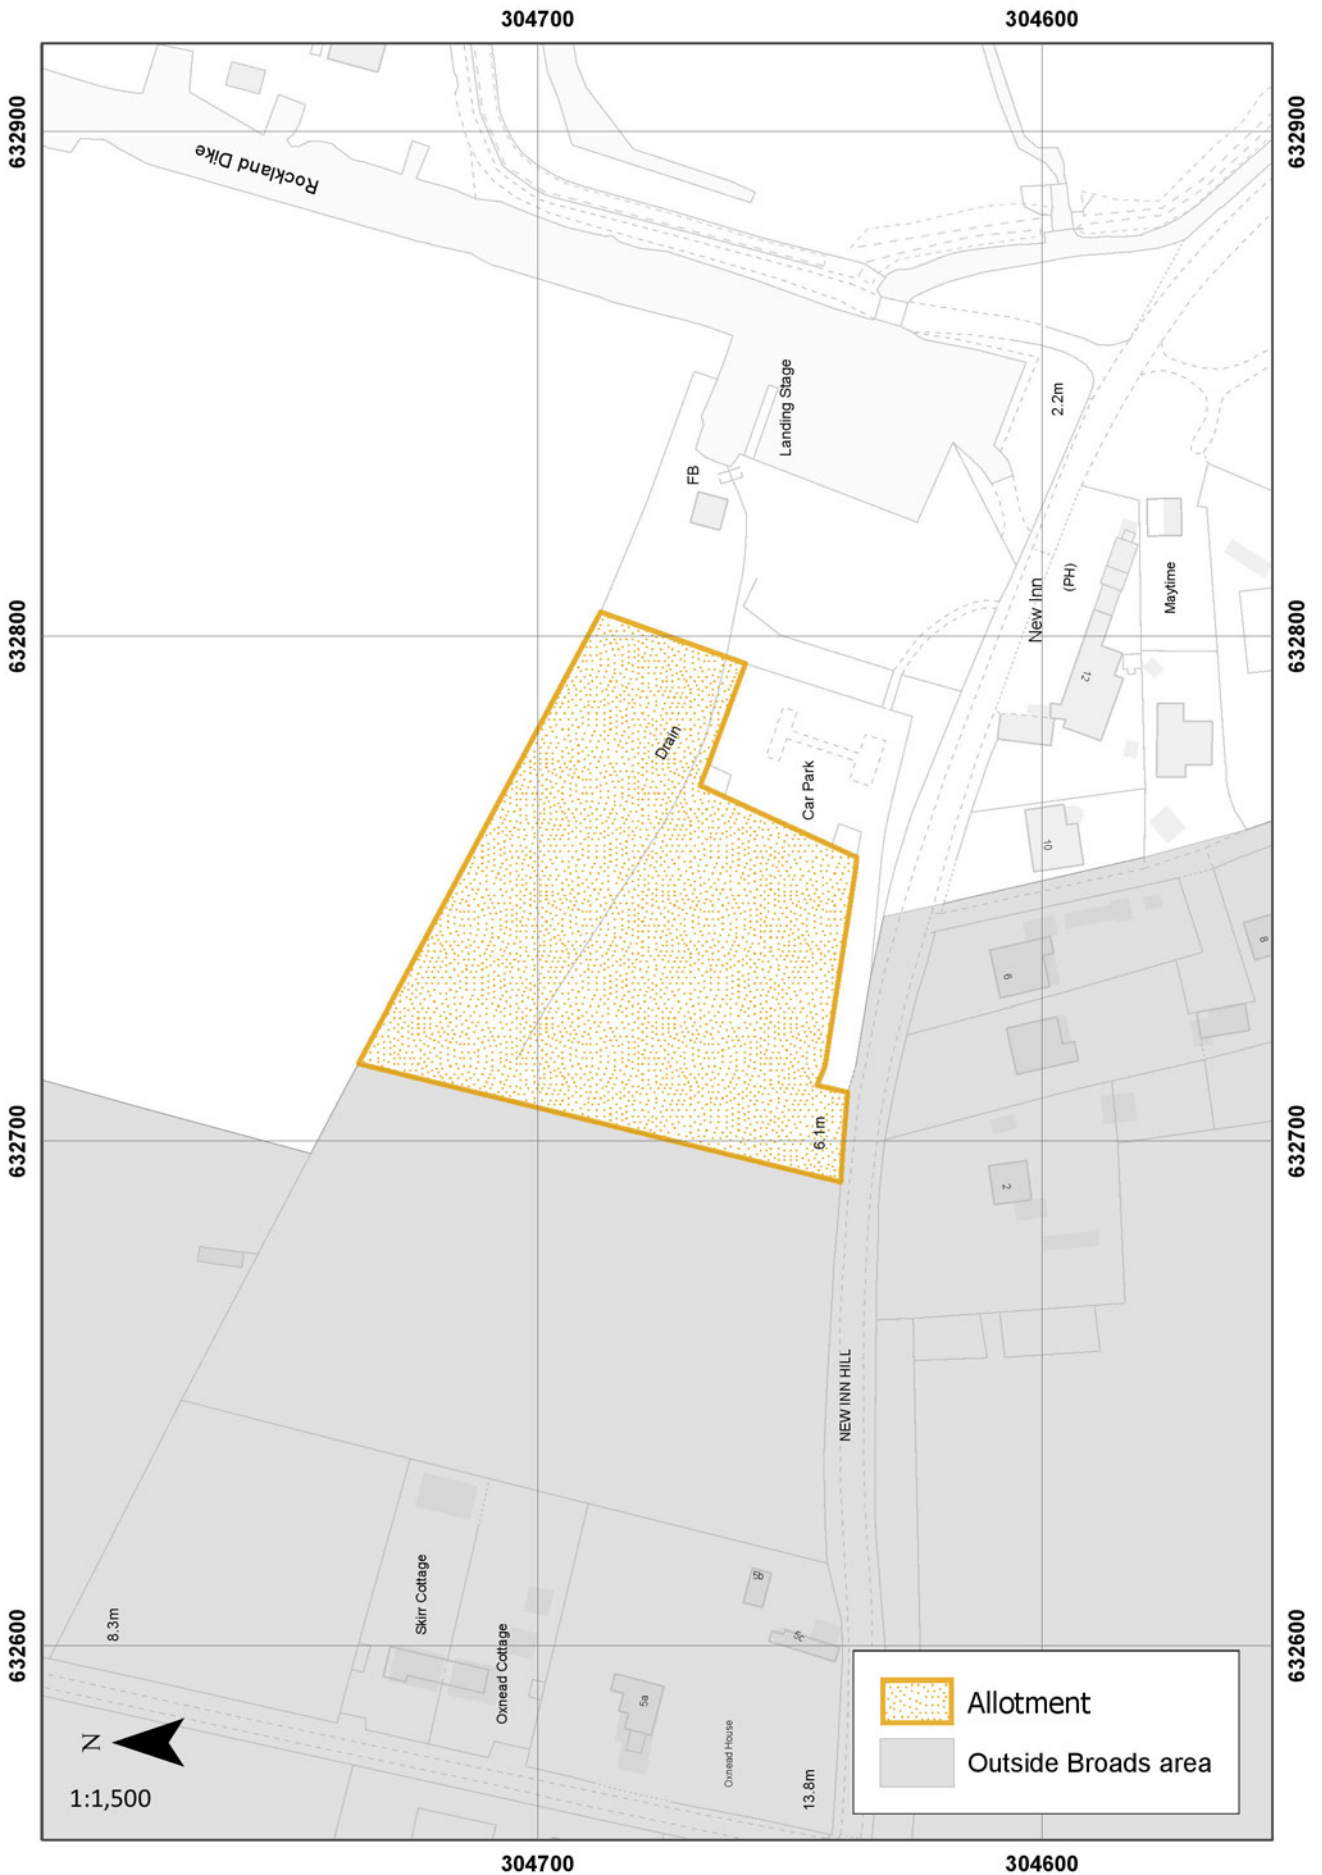 304700
304600
632900
632900
Rockland Dike
2.2m
Landing Stage
FB
New Inn
(PH)
Maytime
632800
632800
12
Drain
Car Park
10
8
6
6.1m
632700
632700
2
NEW INN HILL
5b
Skirr Cottage
8.3m
632600
632600
5c
Oxnead Cottage
5a
Oxnead House
13.8m
N
1:1,500
Allotment
Outside Broads area
304700
304600